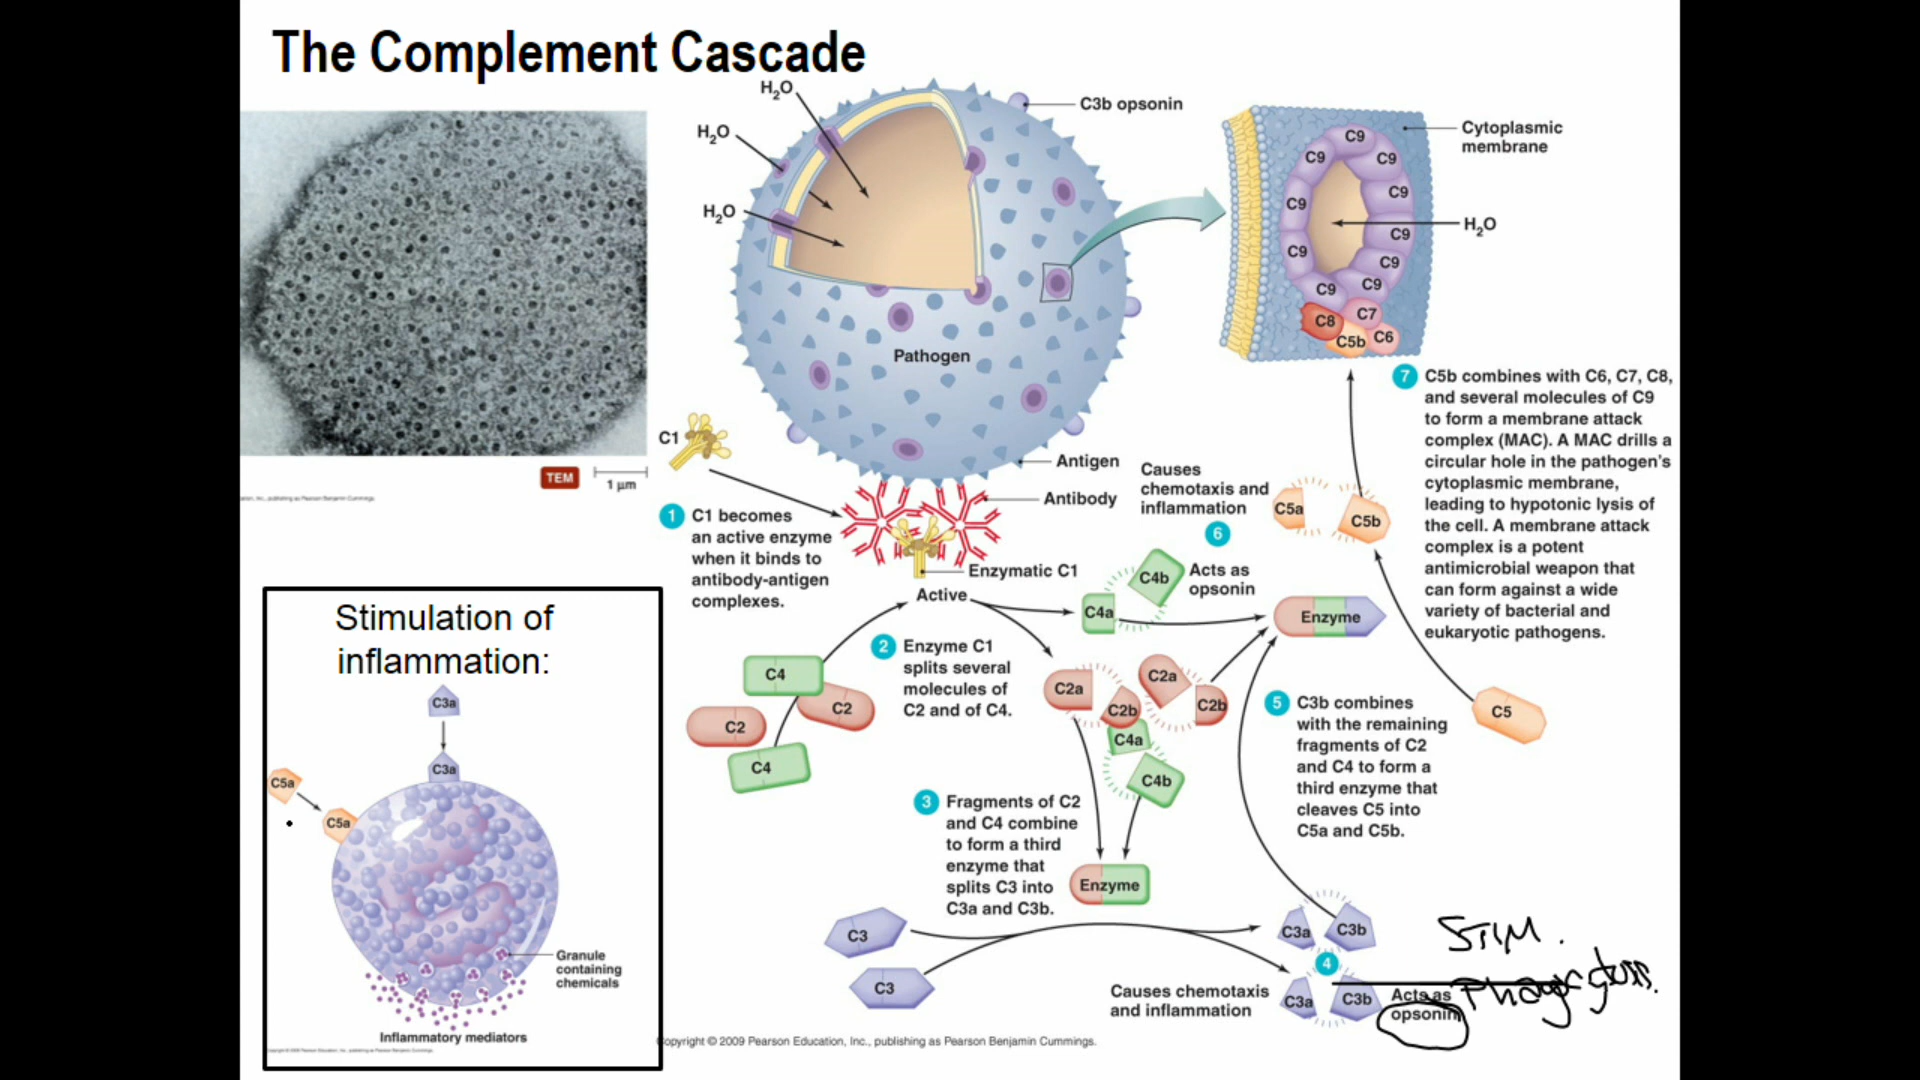 The Complement Cascade
H2O
H2O
H2O
C3b opsonin
Pathogen
Antigen
Antibody
Cytoplasmic
membrane
C9
C9
C9
C9
C9
C9
C9
C9
C9
C9
H2O
C8
C7
C5b
C6
TEM
1 µm
C1
1 C1 becomes
an active enzyme
when it binds to
antibody-antigen
complexes.
Enzymatic C1
Active
C4
C2
C2
C4
2 Enzyme C1
splits several
molecules of
C2 and of C4.
C4b
C4a
Acts as
opsonin
C2a
C2b
C2a
C2b
C4a
C4b
3 Fragments of C2
and C4 combine
to form a third
enzyme that
splits C3 into
C3a and C3b.
Enzyme
C3
C3
C3a
C3b
4
C3a
C3b
Causes chemotaxis
and inflammation
Acts as
opsonin
STIM.
Phagocytosis.
Enzyme
5 C3b combines
with the remaining
fragments of C2
and C4 to form a
third enzyme that
cleaves C5 into
C5a and C5b.
C5
Causes
chemotaxis and
inflammation
6
C5a
C5b
7 C5b combines with C6, C7, C8,
and several molecules of C9
to form a membrane attack
complex (MAC). A MAC drills a
circular hole in the pathogen's
cytoplasmic membrane,
leading to hypotonic lysis of
the cell. A membrane attack
complex is a potent
antimicrobial weapon that
can form against a wide
variety of bacterial and
eukaryotic pathogens.
Stimulation of
inflammation:
C3a
C3a
C5a
C5a
Granule
containing
chemicals
Inflammatory mediators
opyright © 2009 Pearson Education, Inc., publishing as Pearson Benjamin Cummings.